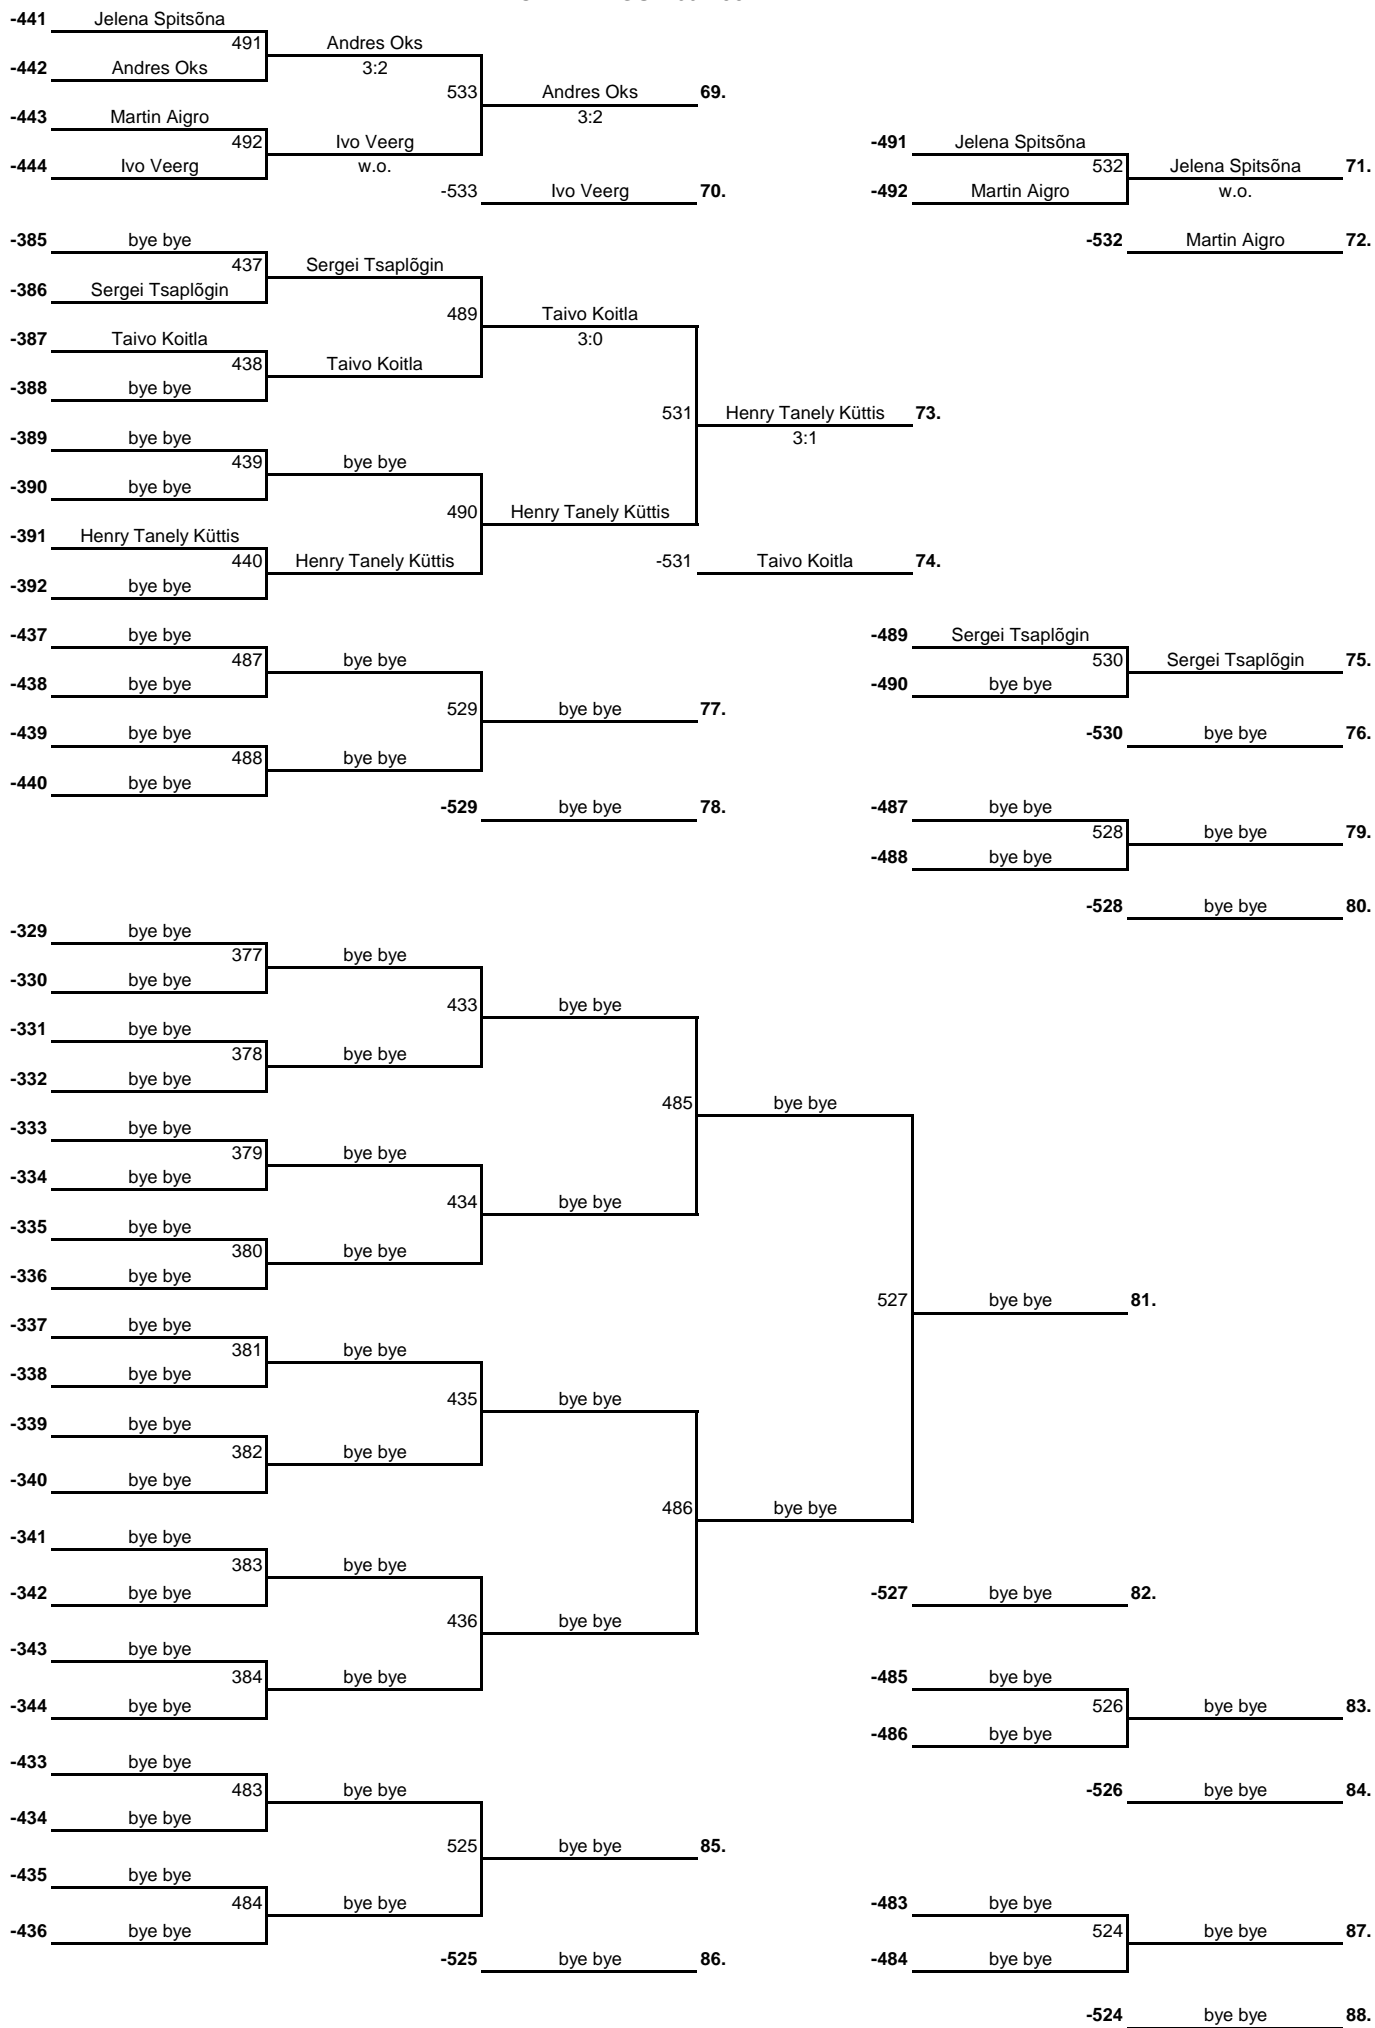 -441 Jelena Spitsõna
491 Andres Oks
-442 Andres Oks 3:2
533 Andres Oks 69.
-443 Martin Aigro 3:2
492 Ivo Veerg -491 Jelena Spitsõna
-444 Ivo Veerg w.o. 532 Jelena Spitsõna 71.
-533 Ivo Veerg 70. -492 Martin Aigro w.o.
-385 bye bye -532 Martin Aigro 72.
437 Sergei Tsaplõgin
-386 Sergei Tsaplõgin
489 Taivo Koitla
-387 Taivo Koitla 3:0
438 Taivo Koitla
-388 bye bye
531 Henry Tanely Küttis 73.
-389 bye bye 3:1
439 bye bye
-390 bye bye
490 Henry Tanely Küttis
-391 Henry Tanely Küttis
440 Henry Tanely Küttis -531 Taivo Koitla 74.
-392 bye bye
-437 bye bye -489 Sergei Tsaplõgin
487 bye bye 530 Sergei Tsaplõgin 75.
-438 bye bye -490 bye bye
529 bye bye 77.
-439 bye bye -530 bye bye 76.
488 bye bye
-440 bye bye
-529 bye bye 78. -487 bye bye
528 bye bye 79.
-488 bye bye
-528 bye bye 80.
-329 bye bye
377 bye bye
-330 bye bye
433 bye bye
-331 bye bye
378 bye bye
-332 bye bye
485 bye bye
-333 bye bye
379 bye bye
-334 bye bye
434 bye bye
-335 bye bye
380 bye bye
-336 bye bye
527 bye bye 81.
-337 bye bye
381 bye bye
-338 bye bye
435 bye bye
-339 bye bye
382 bye bye
-340 bye bye
486 bye bye
-341 bye bye
383 bye bye
-342 bye bye -527 bye bye 82.
436 bye bye
-343 bye bye
384 bye bye -485 bye bye
-344 bye bye 526 bye bye 83.
-486 bye bye
-433 bye bye
483 bye bye -526 bye bye 84.
-434 bye bye
525 bye bye 85.
-435 bye bye
484 bye bye -483 bye bye
-436 bye bye 524 bye bye 87.
-525 bye bye 86. -484 bye bye
-524 bye bye 88.